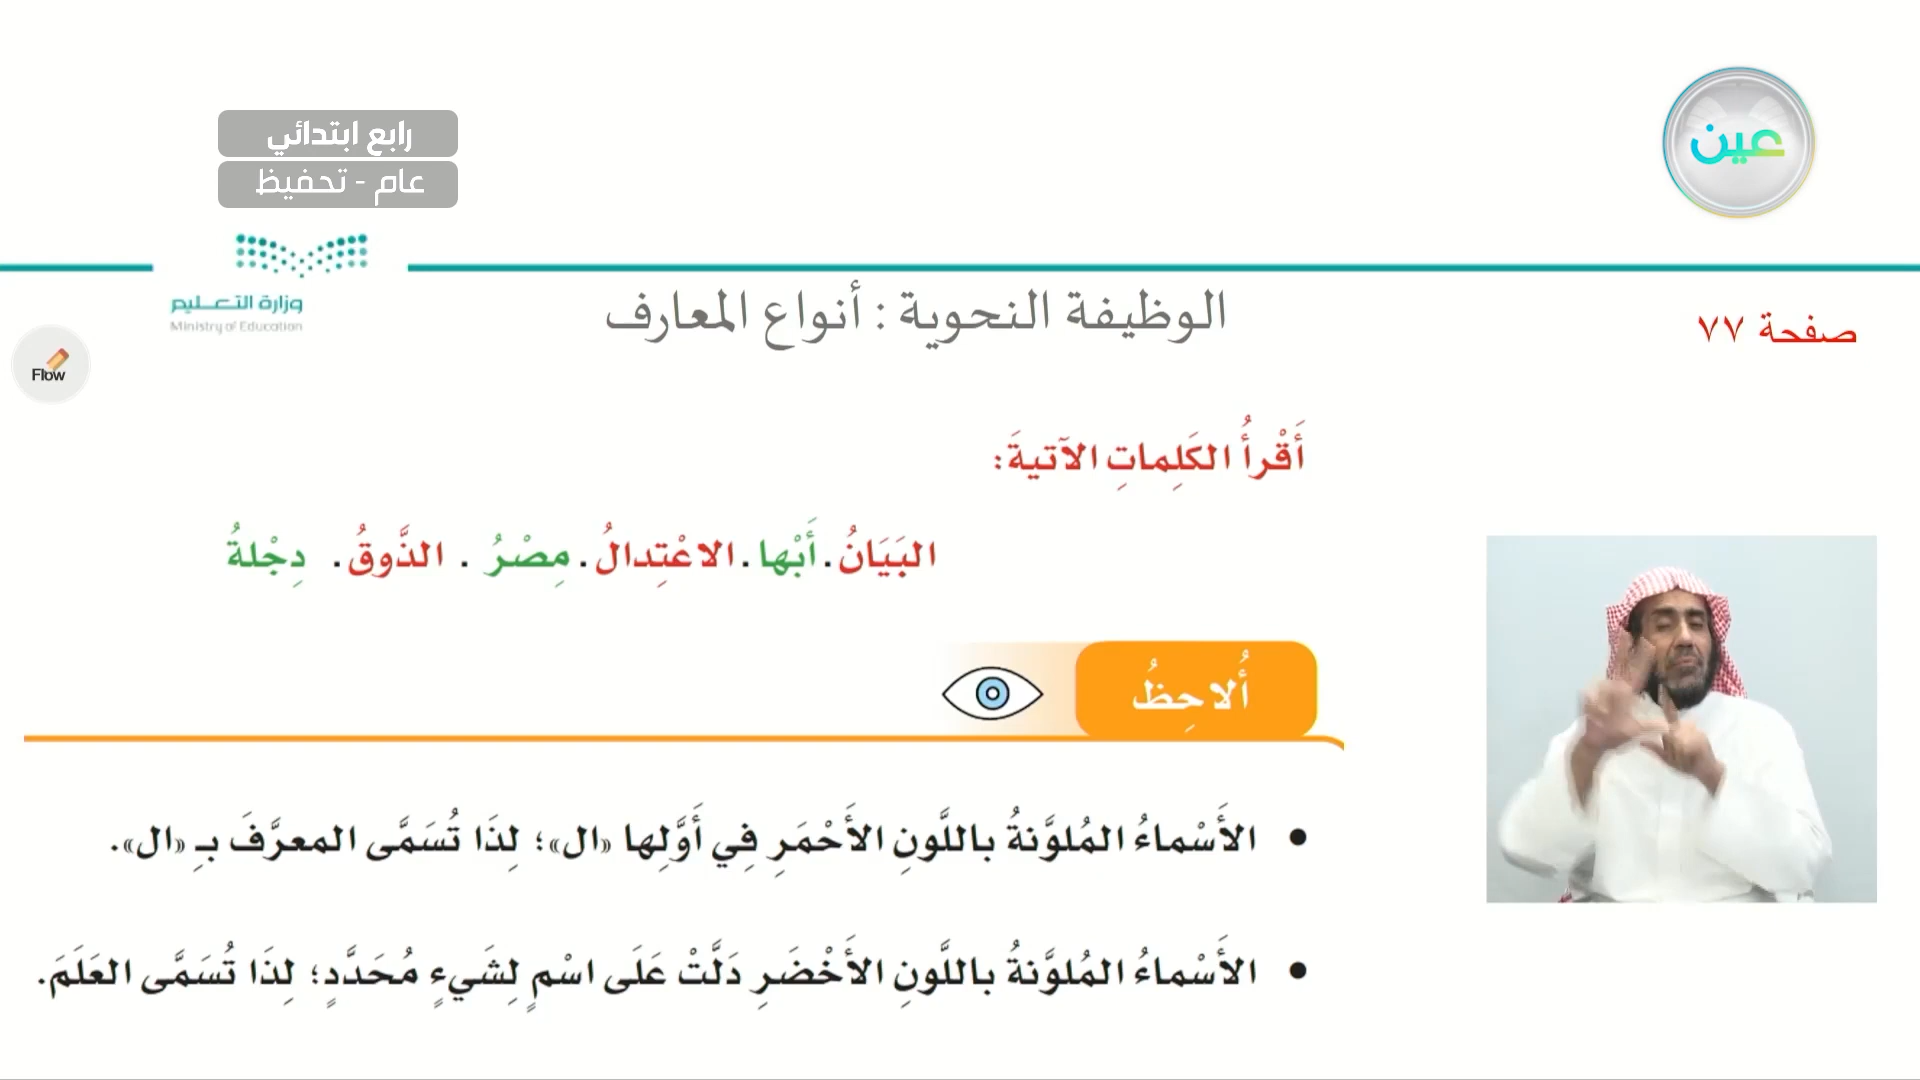 رابع ابتدائي
عام - تحفيظ
عين
وزارة التعليم
Ministry of Education
الوظيفة النحوية : أنواع المعارف
صفحة ٧٧
Flow
أَقْرأُ الكَلِماتِ الآتيةَ:
البَيَانُ . أَبْها . الاعْتِدالُ . مِصْرُ . الذَّوقُ . دِجْلةُ
أُلاحِظُ
• الأَسْماءُ المُلوَّنةُ باللَّونِ الأَحْمَرِ فِي أَوَّلِها «ال»؛ لِذَا تُسَمَّى المعرَّفَ بـِ «ال».
• الأَسْماءُ المُلوَّنةُ باللَّونِ الأَخْضَرِ دَلَّتْ عَلَى اسْمٍ لِشَيءٍ مُحَدَّدٍ؛ لِذَا تُسَمَّى العَلَمَ.